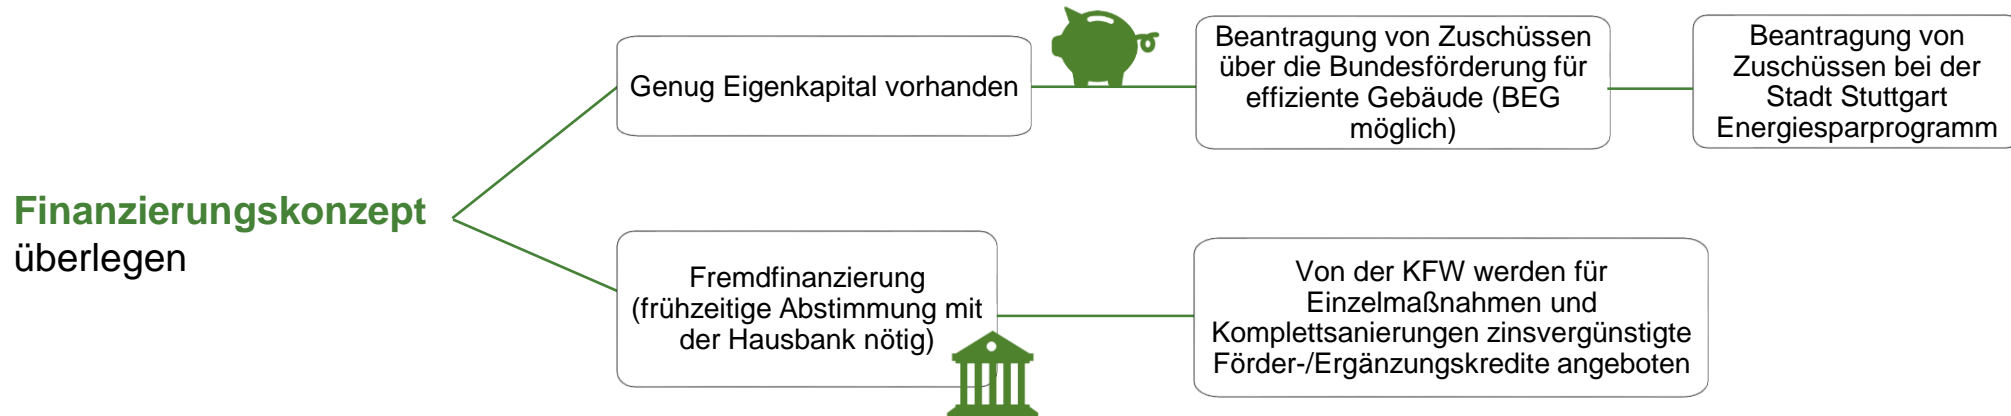 Finanzierungskonzept
überlegen
Genug Eigenkapital vorhanden
Beantragung von Zuschüssen
über die Bundesförderung für
effiziente Gebäude (BEG
möglich)
Beantragung von
Zuschüssen bei der
Stadt Stuttgart
Energiesparprogramm
Fremdfinanzierung
(frühzeitige Abstimmung mit
der Hausbank nötig)
Von der KFW werden für
Einzelmaßnahmen und
Komplettsanierungen zinsvergünstigte
Förder-/Ergänzungskredite angeboten